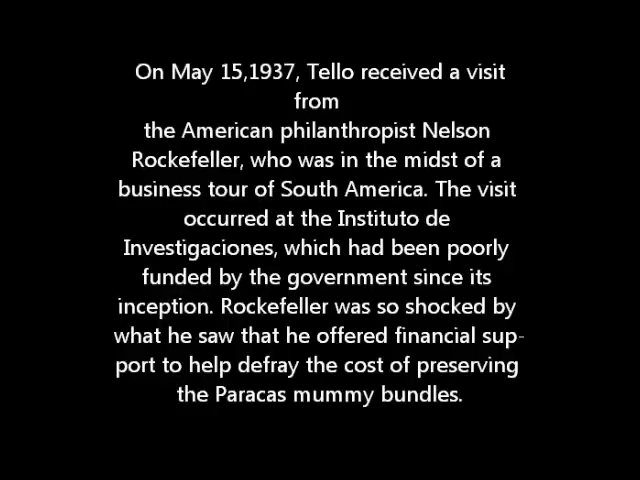 On May 15,1937, Tello received a visit
from
the American philanthropist Nelson
Rockefeller, who was in the midst of a
business tour of South America. The visit
occurred at the Instituto de
Investigaciones, which had been poorly
funded by the government since its
inception. Rockefeller was so shocked by
what he saw that he offered financial sup-
port to help defray the cost of preserving
the Paracas mummy bundles.